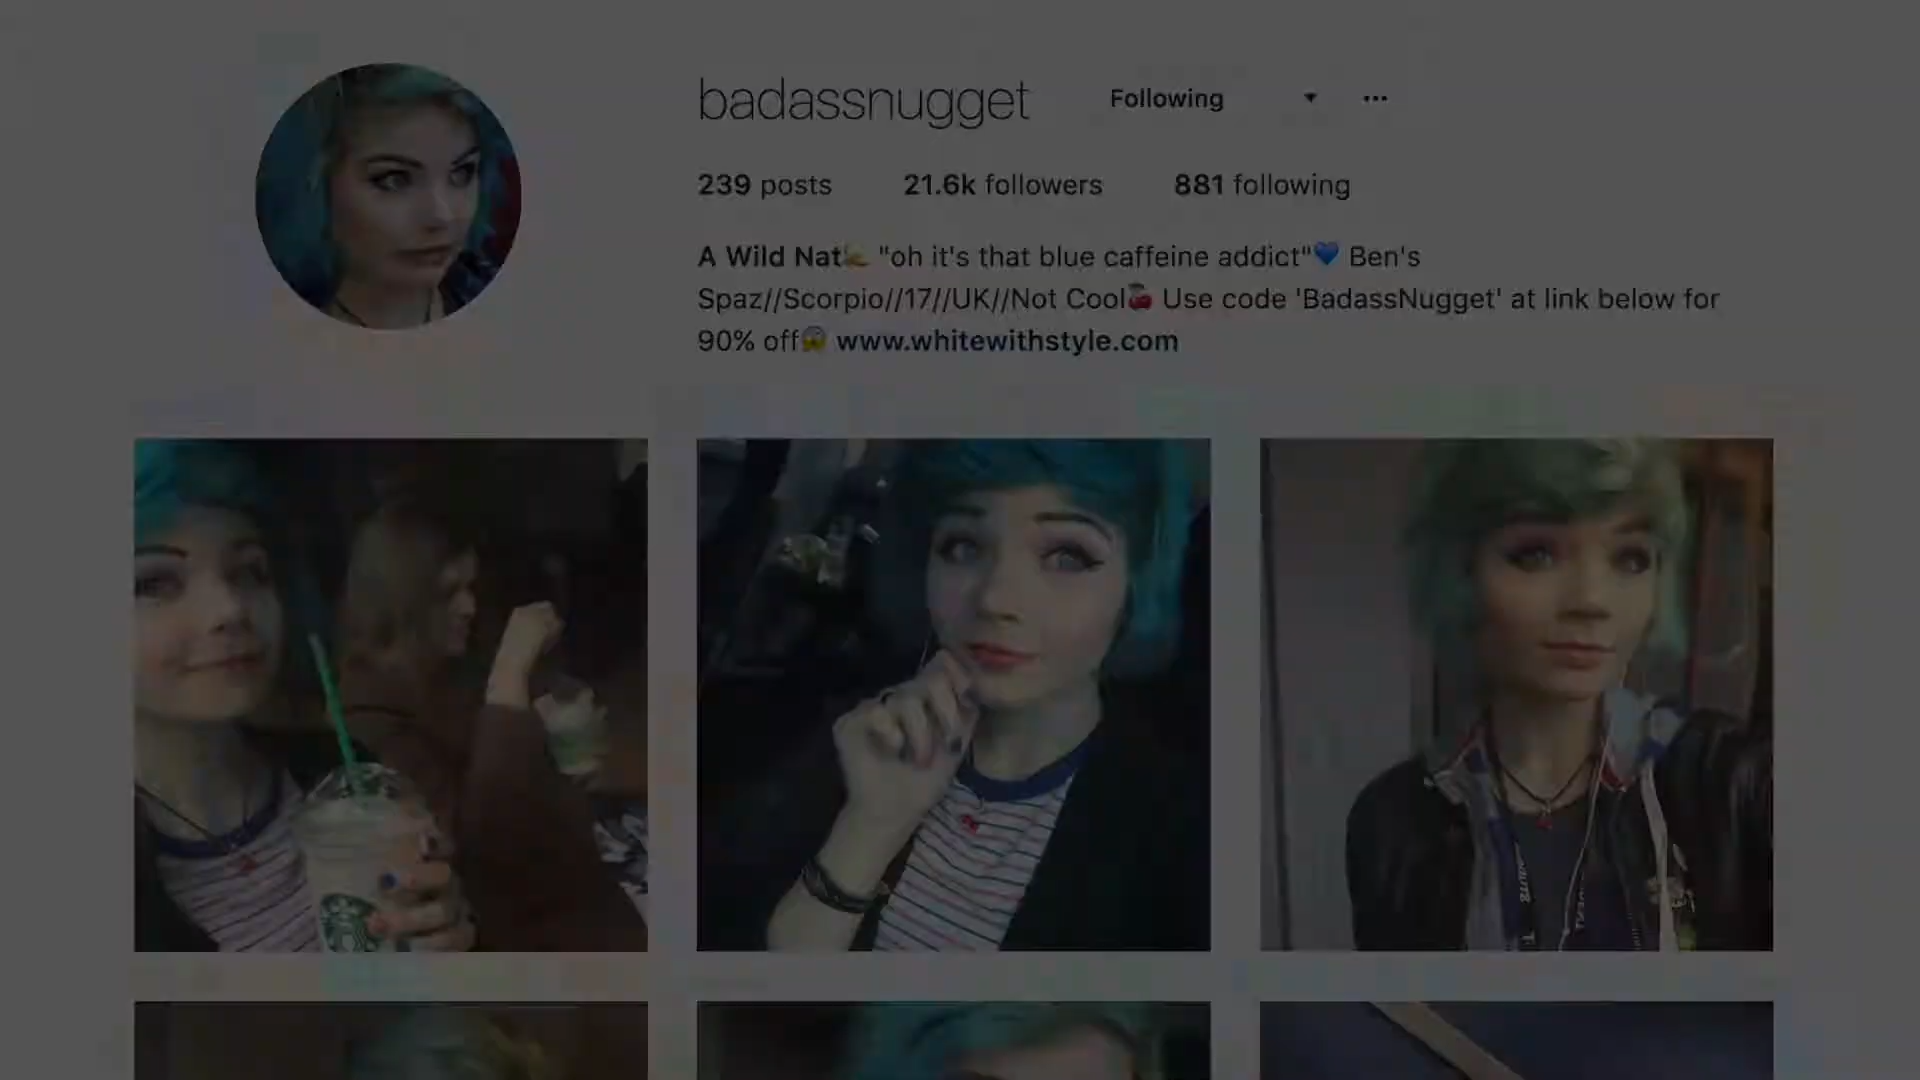 badassnugget Following ...
239 posts 21.6k followers 881 following
A Wild Nat "oh it's that blue caffeine addict"💙 Ben's
Spaz//Scorpio//17//UK//Not Cool🍒 Use code 'BadassNugget' at link below for
90% off😱 www.whitewithstyle.com